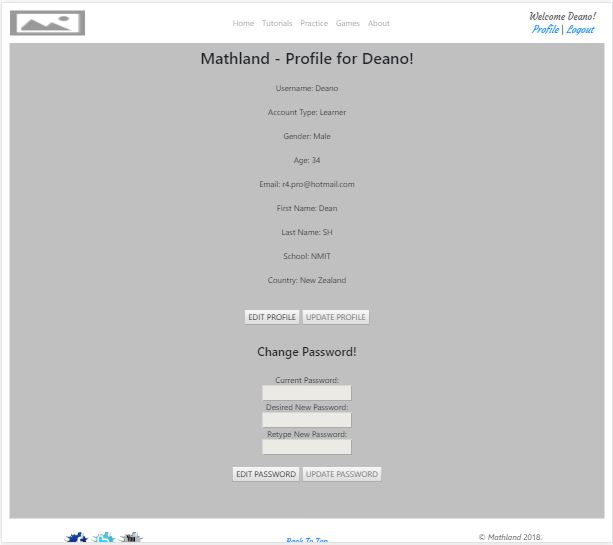 Home Tutorials Practice Games About
Welcome Deano!
Profile | Logout
Mathland - Profile for Deano!
Username: Deano
Account Type: Learner
Gender: Male
Age: 34
Email: r4.pro@hotmail.com
First Name: Dean
Last Name: SH
School: NMIT
Country: New Zealand
EDIT PROFILE UPDATE PROFILE
Change Password!
Current Password:
Desired New Password:
Retype New Password:
EDIT PASSWORD UPDATE PASSWORD
Back To Top
© Mathland 2018.